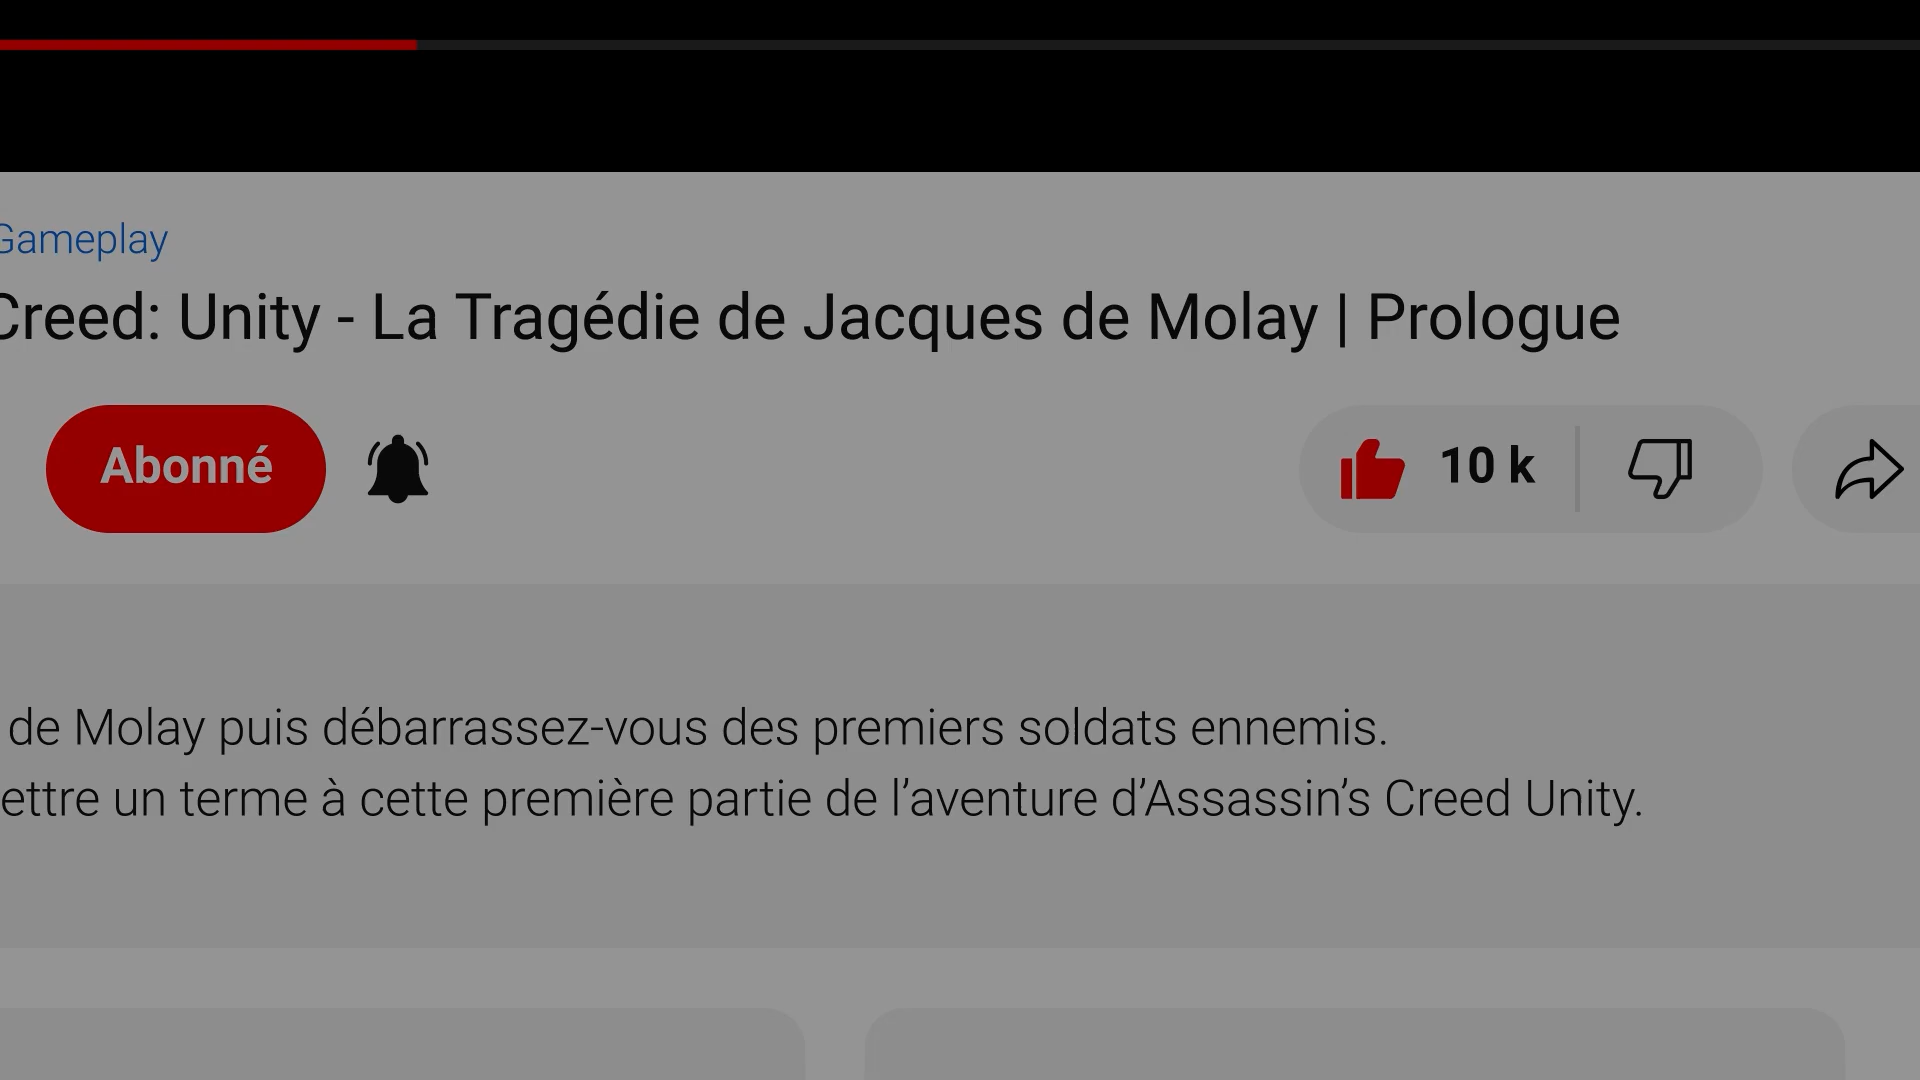 Gameplay
Creed: Unity - La Tragédie de Jacques de Molay | Prologue
Abonné
10 k
de Molay puis débarrassez-vous des premiers soldats ennemis.
ettre un terme à cette première partie de l’aventure d’Assassin’s Creed Unity.